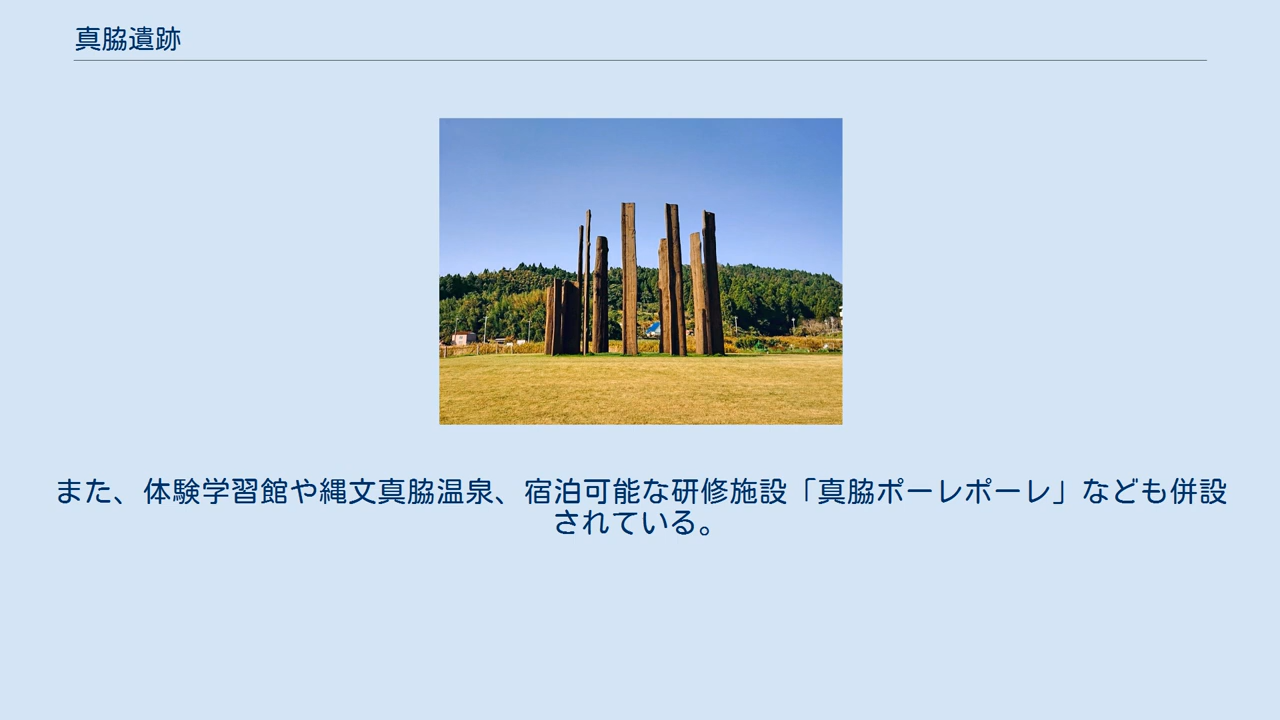 真脇遺跡
また、体験学習館や縄文真脇温泉、宿泊可能な研修施設「真脇ポーレポーレ」なども併設
されている。